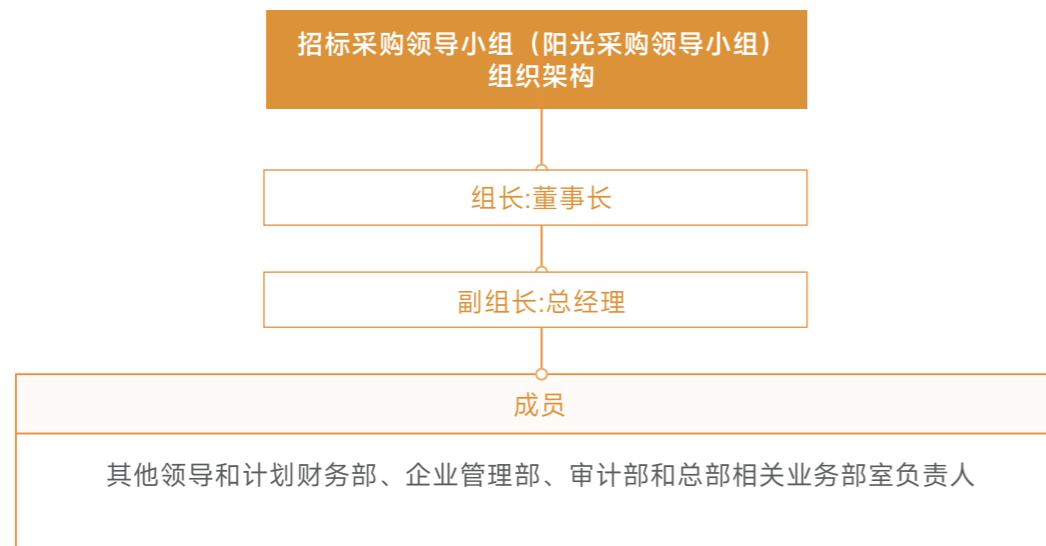 招标采购领导小组（阳光采购领导小组）
组织架构
组长:董事长
副组长:总经理
成员
其他领导和计划财务部、企业管理部、审计部和总部相关业务部室负责人